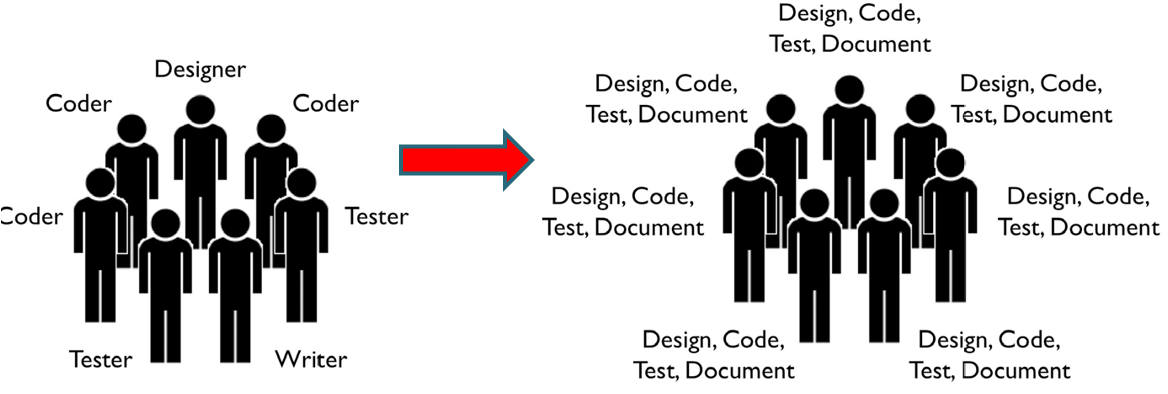 Designer
Coder
Coder
Coder
Tester
Tester
Writer
Design, Code,
Test, Document
Design, Code,
Test, Document
Design, Code,
Test, Document
Design, Code,
Test, Document
Design, Code,
Test, Document
Design, Code,
Test, Document
Design, Code,
Test, Document